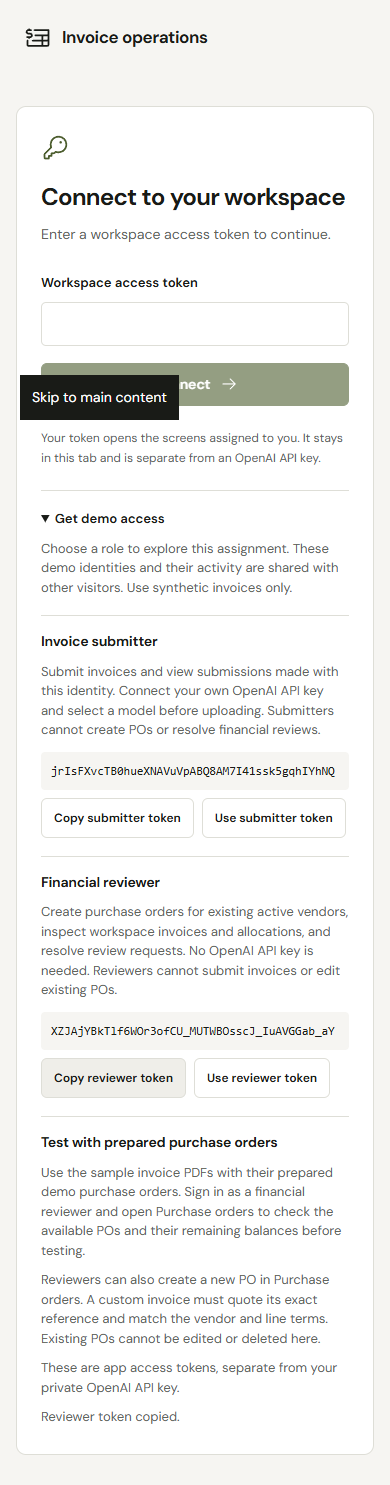 Invoice operations
Connect to your workspace
Enter a workspace access token to continue.
Workspace access token
Skip to main content
nect →
Your token opens the screens assigned to you. It stays
in this tab and is separate from an OpenAI API key.
▼ Get demo access
Choose a role to explore this assignment. These
demo identities and their activity are shared with
other visitors. Use synthetic invoices only.
Invoice submitter
Submit invoices and view submissions made with
this identity. Connect your own OpenAI API key
and select a model before uploading. Submitters
cannot create POs or resolve financial reviews.
jrIsFXvcTB0hueXNAVuVpABQ8AM7I41ssk5gqhIYhNQ
Copy submitter token
Use submitter token
Financial reviewer
Create purchase orders for existing active vendors,
inspect workspace invoices and allocations, and
resolve review requests. No OpenAI API key is
needed. Reviewers cannot submit invoices or edit
existing POs.
XZJAjYBkTlf6WOr3ofCU_MUTWBOsscJ_IuAVGGab_aY
Copy reviewer token
Use reviewer token
Test with prepared purchase orders
Use the sample invoice PDFs with their prepared
demo purchase orders. Sign in as a financial
reviewer and open Purchase orders to check the
available POs and their remaining balances before
testing.
Reviewers can also create a new PO in Purchase
orders. A custom invoice must quote its exact
reference and match the vendor and line terms.
Existing POs cannot be edited or deleted here.
These are app access tokens, separate from your
private OpenAI API key.
Reviewer token copied.